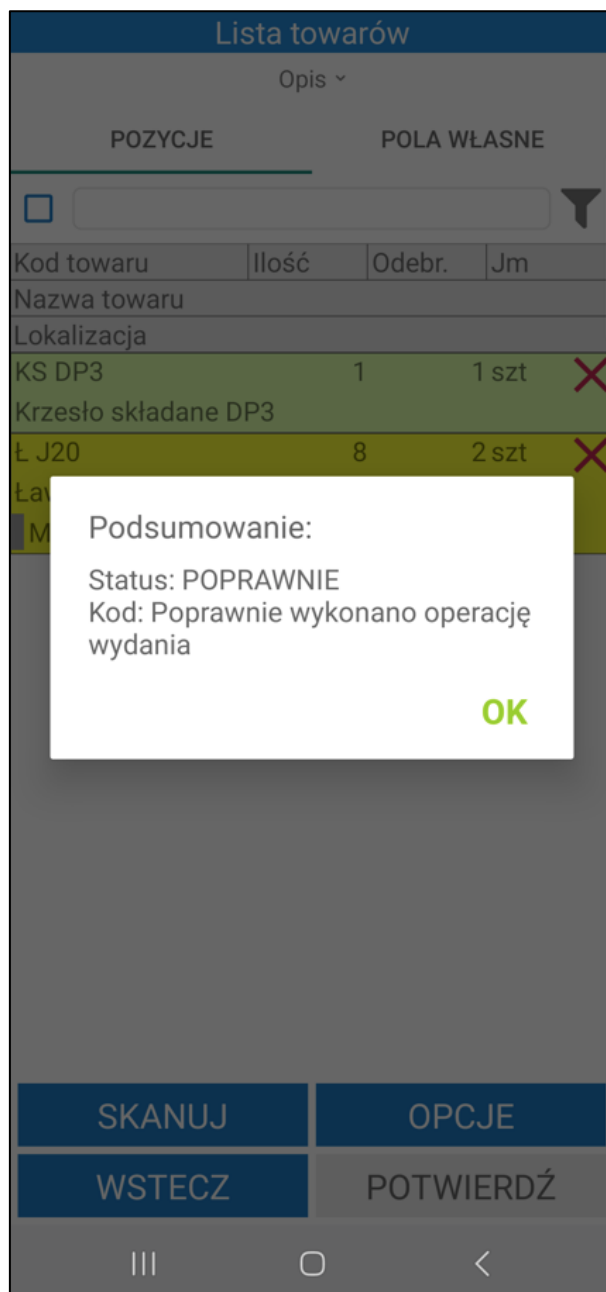 Lista towarów
Opis
POZYCJE POLA WŁASNE
Kod towaru Ilość Odebr. Jm
Nazwa towaru
Lokalizacja
KS DP3 1 1 szt
Krzesło składane DP3
Ł J20 8 2 szt
Podsumowanie:
Status: POPRAWNIE
Kod: Poprawnie wykonano operację
wydania
OK
SKANUJ OPCJE
WSTECZ POTWIERDŹ